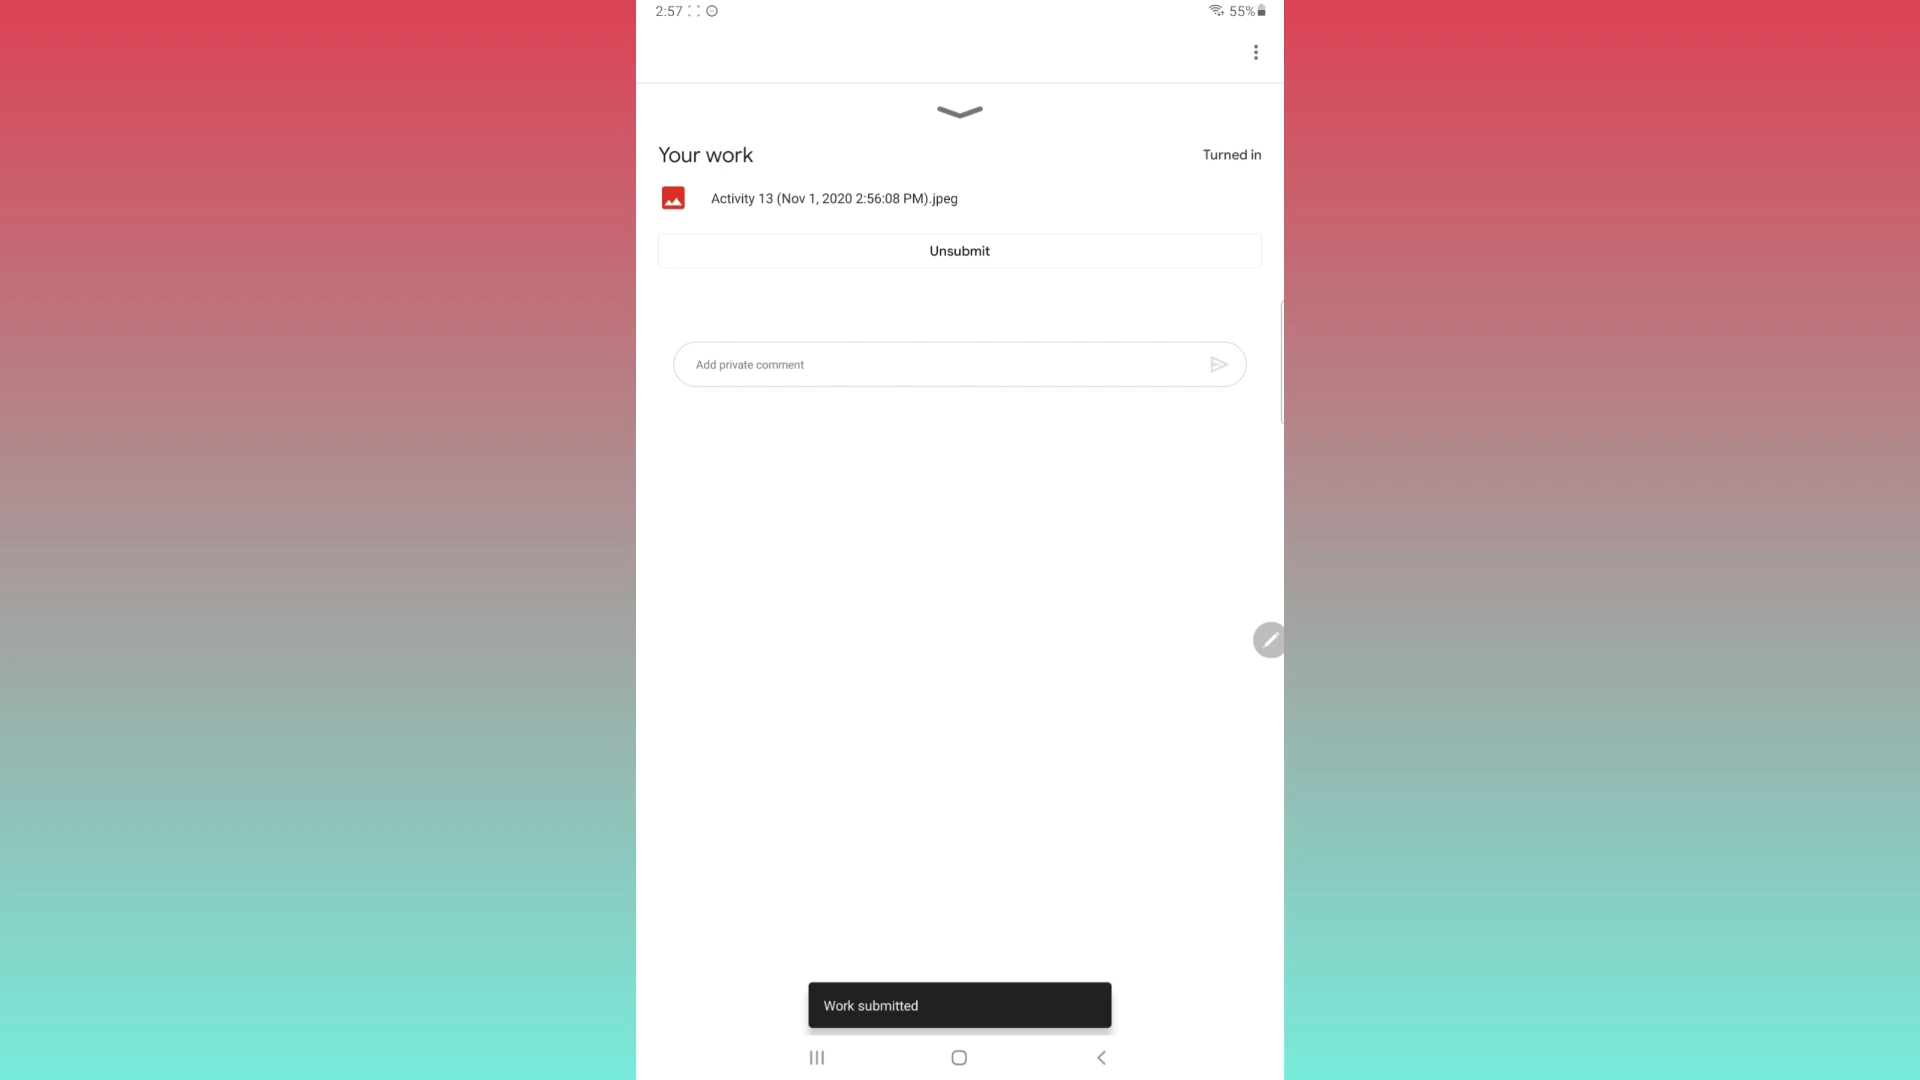 2:57
55%
Your work
Turned in
Activity 13 (Nov 1, 2020 2:56:08 PM).jpeg
Unsubmit
Add private comment
Work submitted